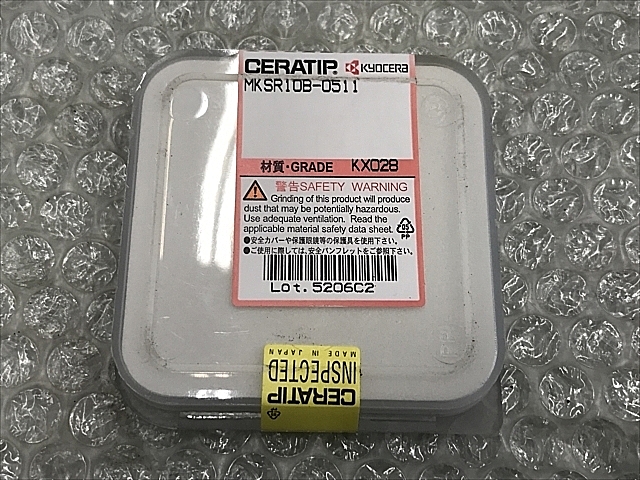 CERATIP. KYOCERA
MKSR10B-0511
材質・GRADE KX028
警告SAFETY WARNING
Grinding of this product will produce
dust that may be potentially hazardous.
Use adequate ventilation. Read the
applicable material safety data sheet.
●安全カバーや保護眼鏡等の保護具を使用下さい。
●ご使用に際しては、安全パンフレットをご参照下さい。
PP
Lot.5206C2
CERATIP
INSPECTED
MADE IN JAPAN